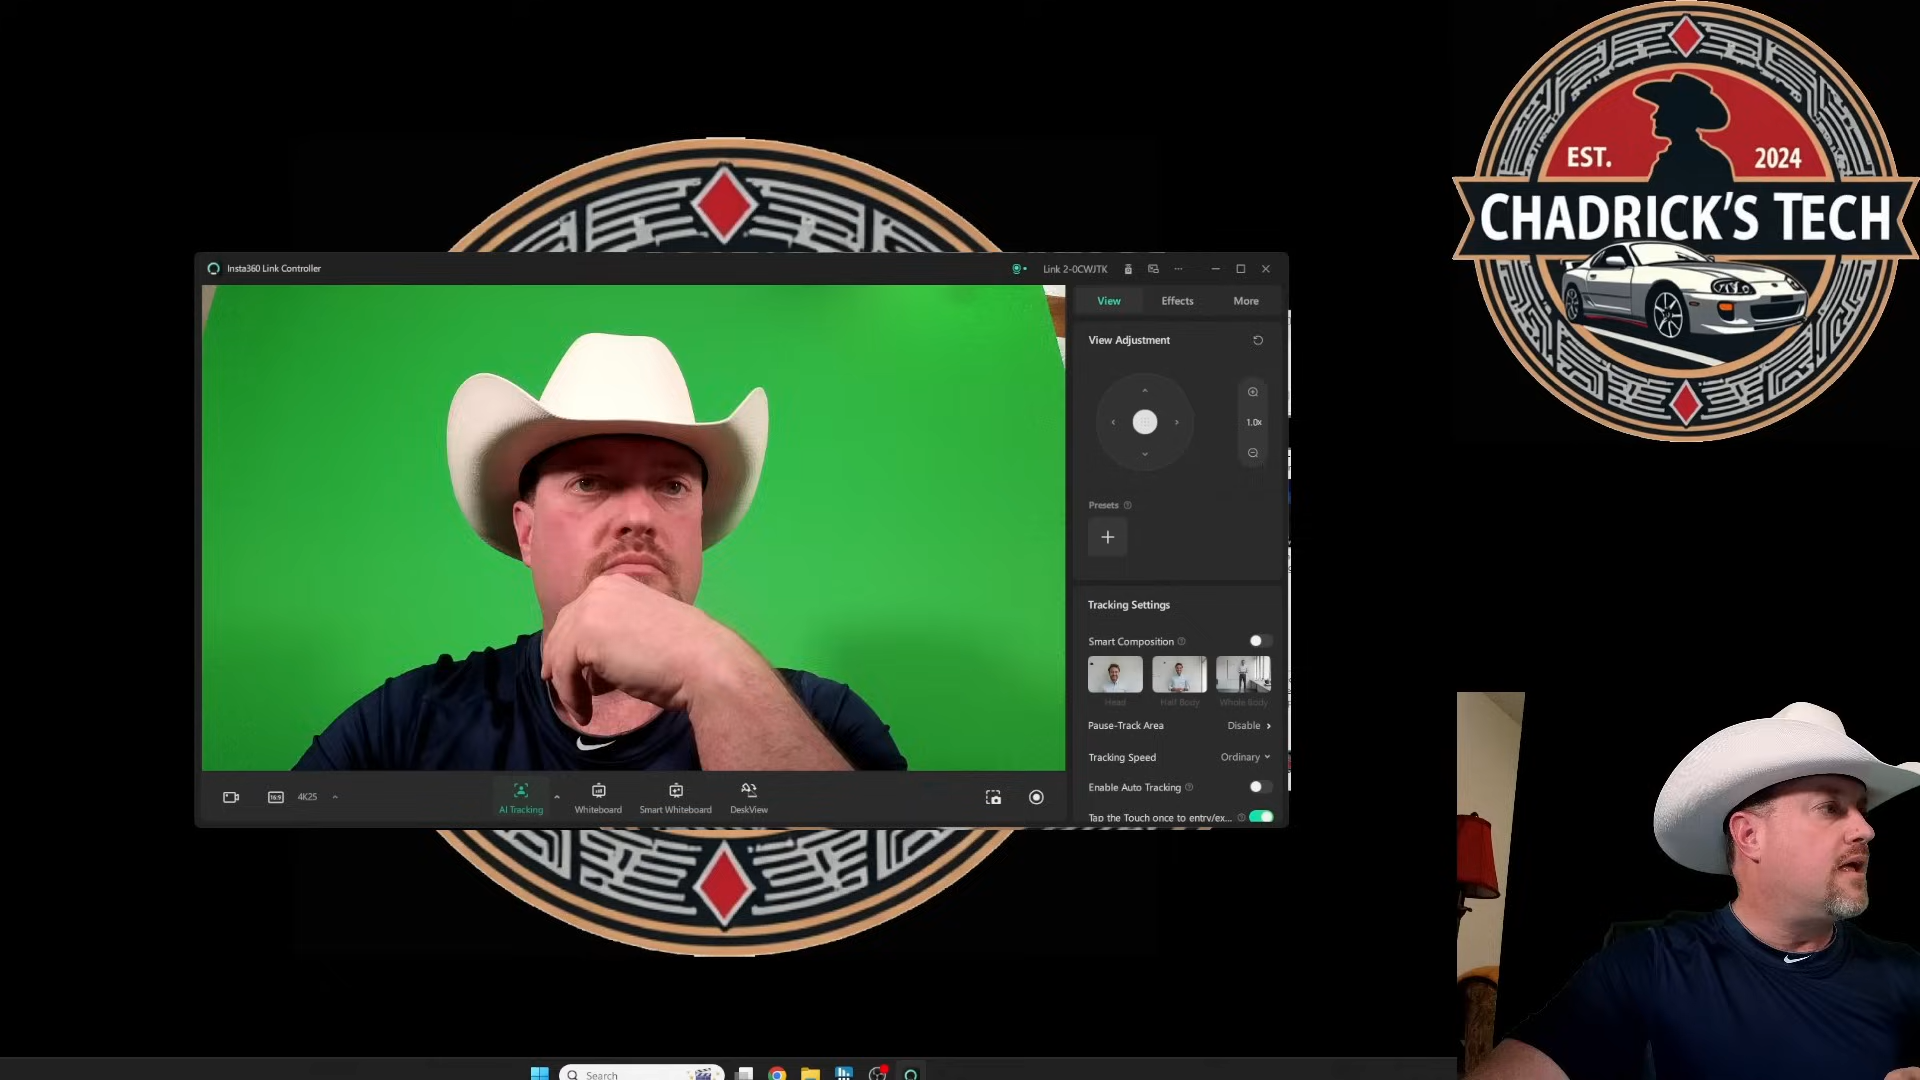 EST.
2024
CHADRICK'S TECH
Insta360 Link Controller
Link 2-0CWJTK
View
Effects
More
View Adjustment
1.0x
Presets
Tracking Settings
Smart Composition
Head
Half Body
Whole Body
Pause-Track Area
Disable
Tracking Speed
Ordinary
Enable Auto Tracking
Tap the Touch once to entry/ex...
16:9
4K25
AI Tracking
Whiteboard
Smart Whiteboard
DeskView
Search